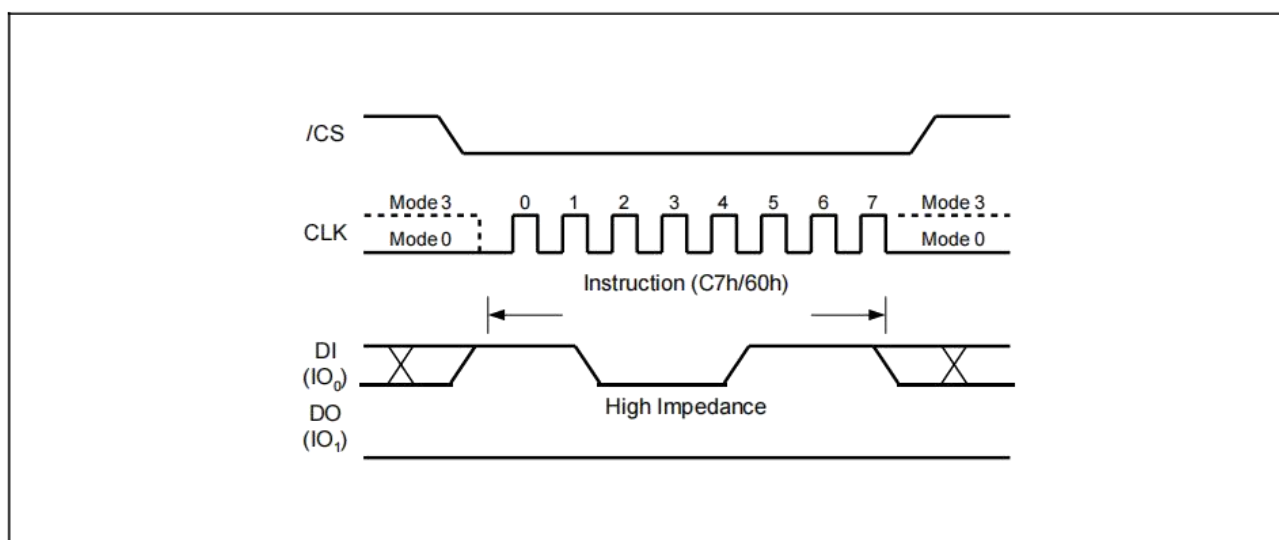 /CS
Mode 3 0 1 2 3 4 5 6 7 Mode 3
CLK
Mode 0 Mode 0
Instruction (C7h/60h)
DI
(IO₀)
High Impedance
DO
(IO₁)